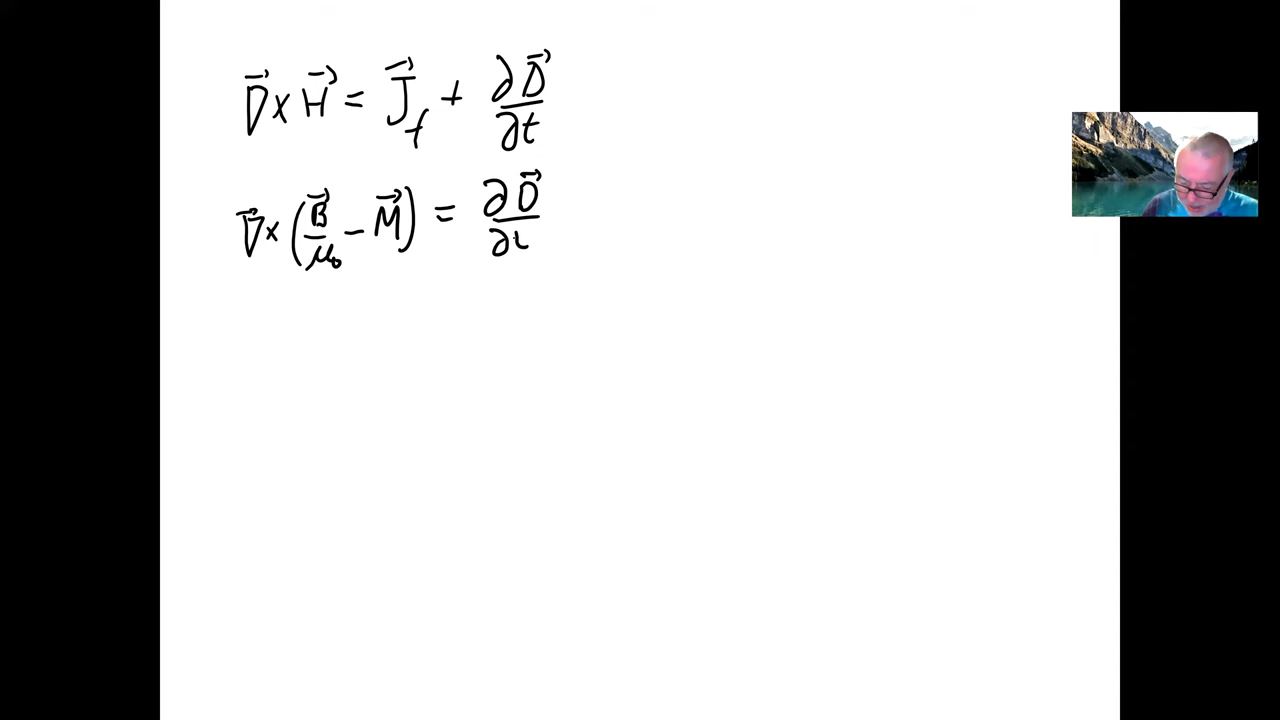 ∇⃗ × H⃗ = J⃗_f + ∂D⃗/∂t
∇⃗ × (B⃗/μ₀ − M⃗) = ∂D⃗/∂t